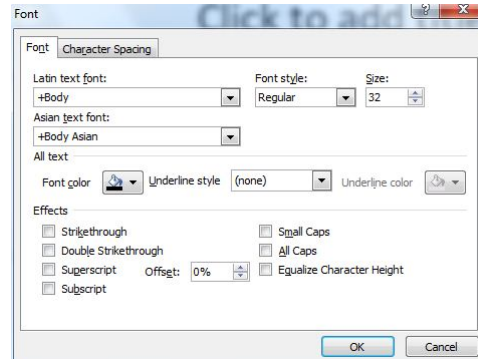 Click to add title
Font
Font Character Spacing
Latin text font: Font style: Size:
+Body Regular 32
Asian text font:
+Body Asian
All text
Font color Underline style (none) Underline color
Effects
Strikethrough Small Caps
Double Strikethrough All Caps
Superscript Offset: 0% Equalize Character Height
Subscript
OK Cancel